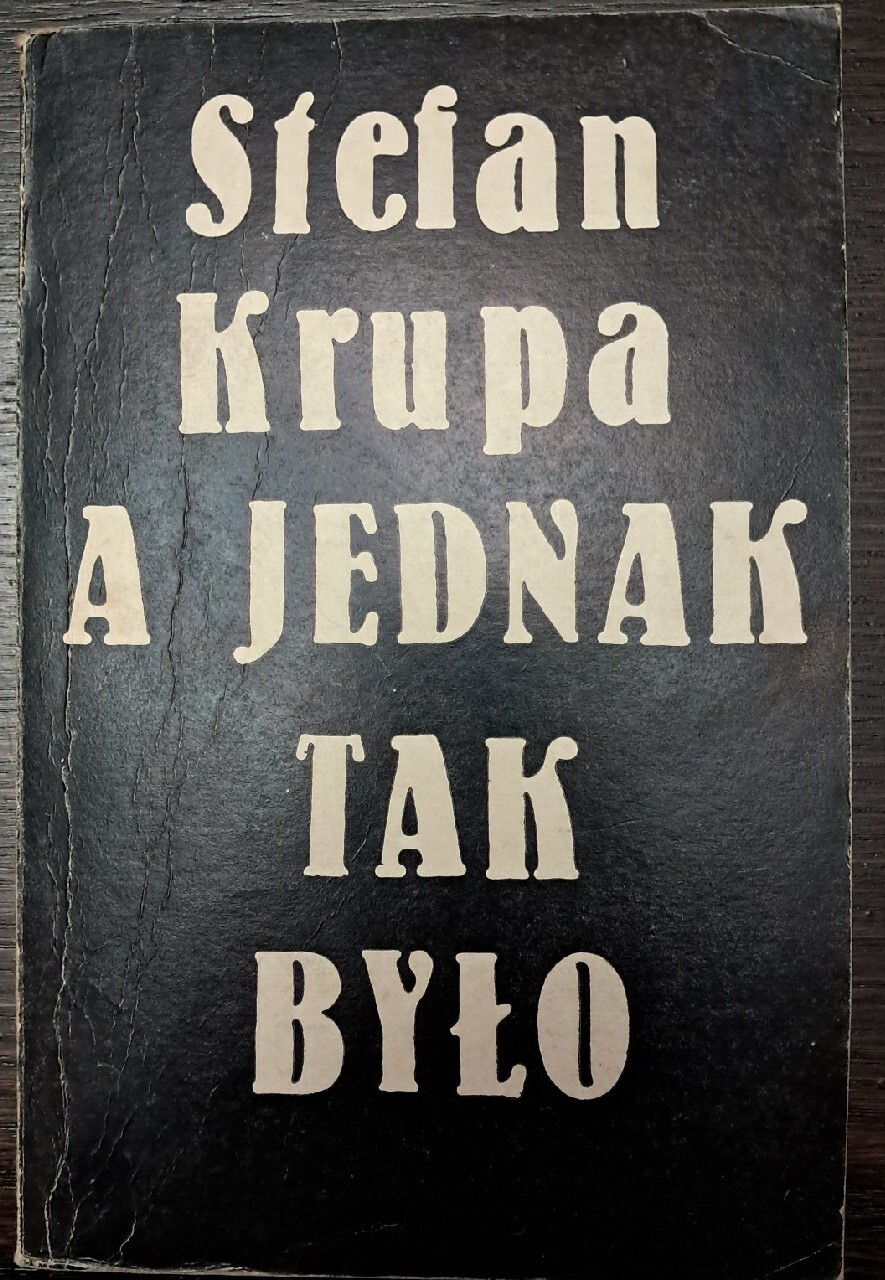 Stefan
Krupa
A JEDNAK
TAK
BYŁO